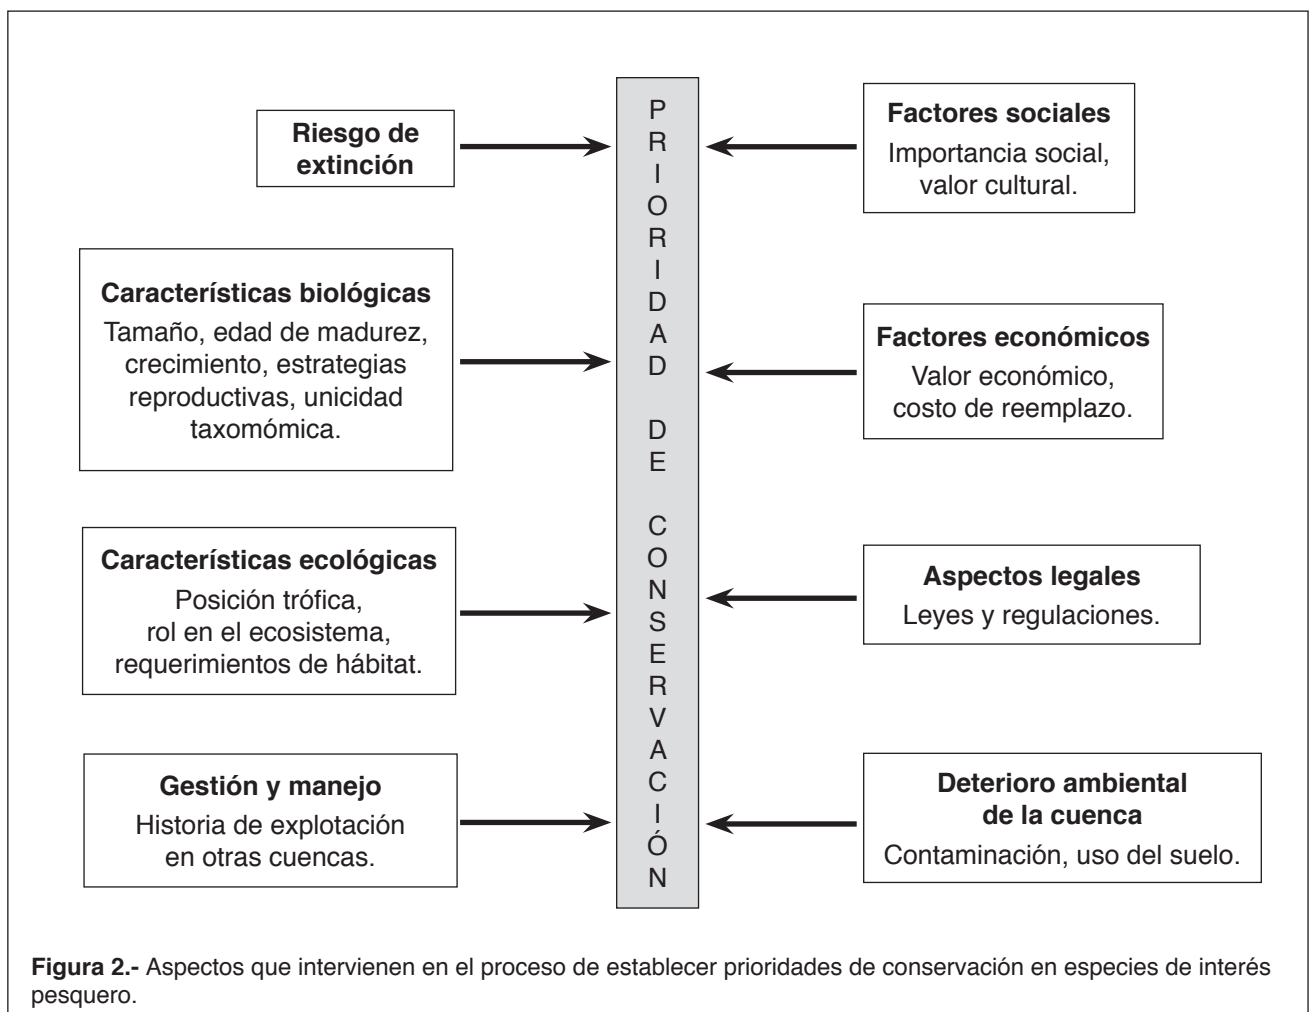 Riesgo de
extinción
Características biológicas
Tamaño, edad de madurez,
crecimiento, estrategias
reproductivas, unicidad
taxomómica.
Características ecológicas
Posición trófica,
rol en el ecosistema,
requerimientos de hábitat.
Gestión y manejo
Historia de explotación
en otras cuencas.
PRIORIDAD DE CONSERVACIÓN
Factores sociales
Importancia social,
valor cultural.
Factores económicos
Valor económico,
costo de reemplazo.
Aspectos legales
Leyes y regulaciones.
Deterioro ambiental
de la cuenca
Contaminación, uso del suelo.
Figura 2.- Aspectos que intervienen en el proceso de establecer prioridades de conservación en especies de interés
pesquero.